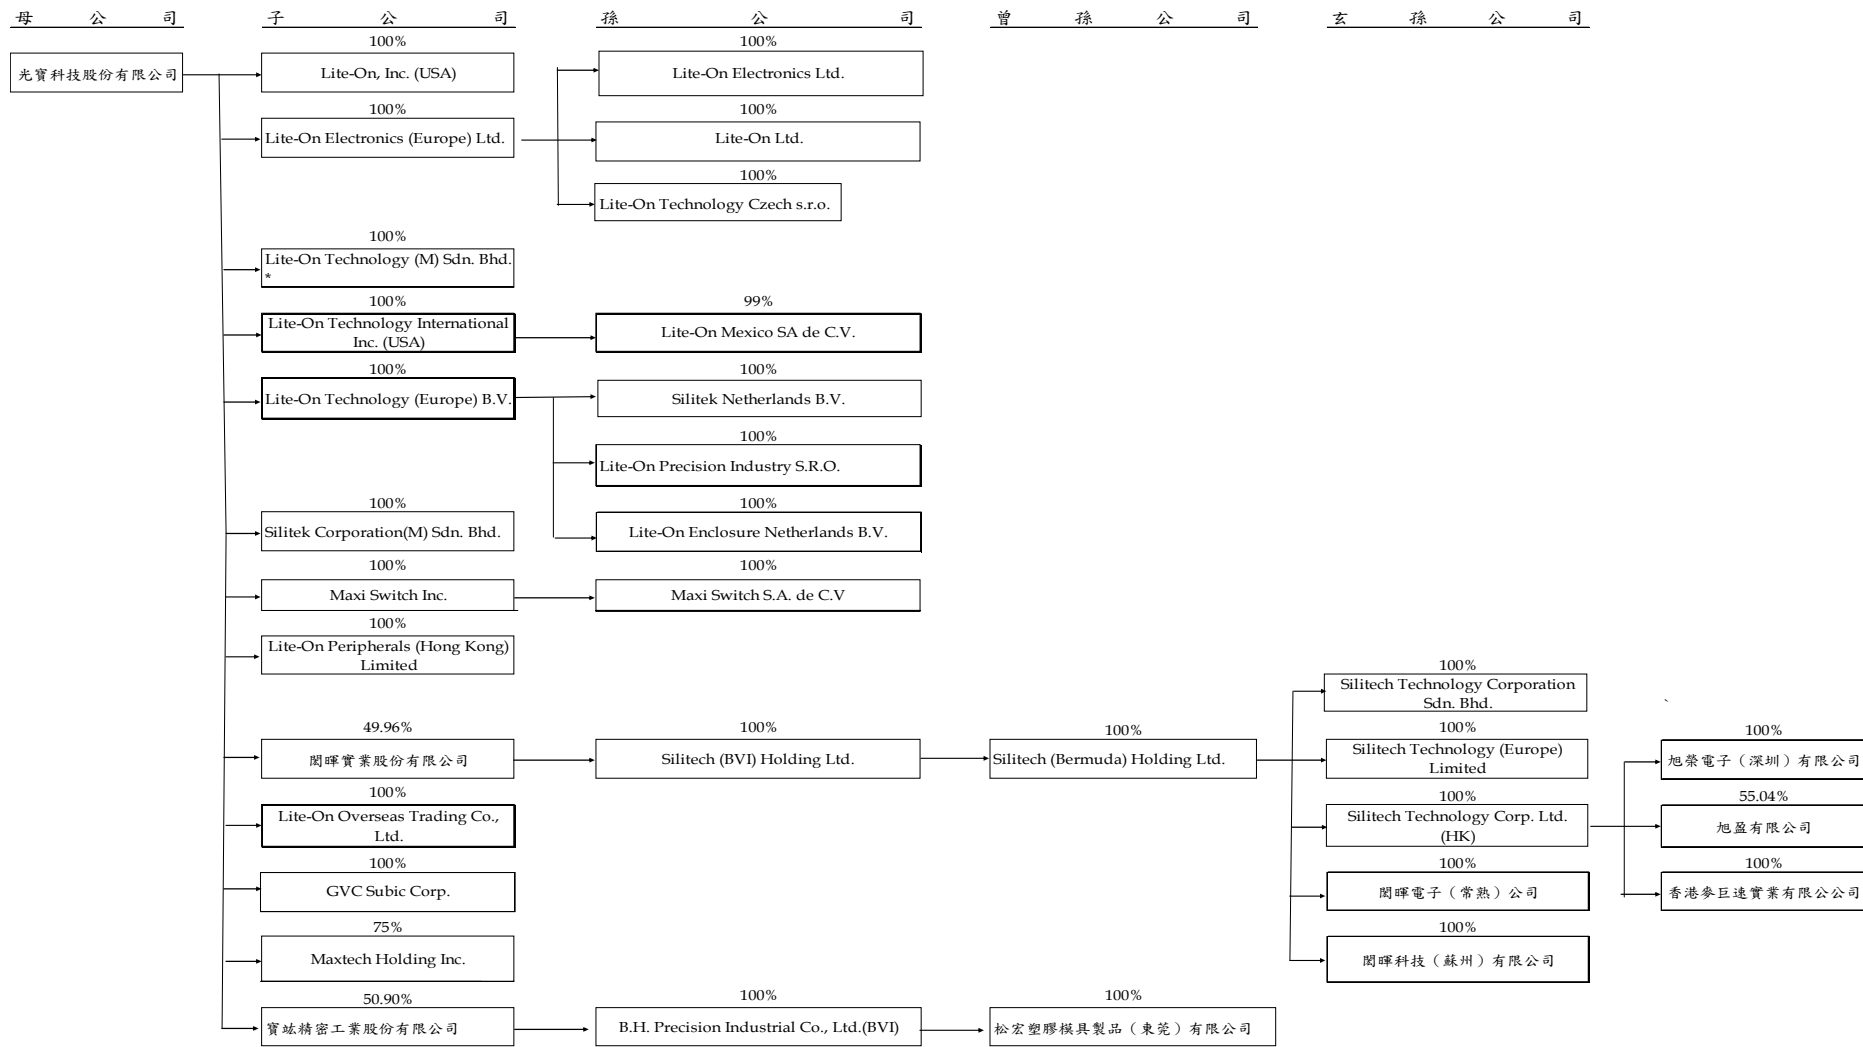 母公司
子公司
孫公司
曾孫公司
玄孫公司
100%
100%
光寶科技股份有限公司
Lite-On, Inc. (USA)
Lite-On Electronics Ltd.
100%
100%
Lite-On Electronics (Europe) Ltd.
Lite-On Ltd.
100%
Lite-On Technology Czech s.r.o.
100%
Lite-On Technology (M) Sdn. Bhd.
*
100%
99%
Lite-On Technology International
Inc. (USA)
Lite-On Mexico SA de C.V.
100%
100%
Lite-On Technology (Europe) B.V.
Silitek Netherlands B.V.
100%
Lite-On Precision Industry S.R.O.
100%
100%
Silitek Corporation(M) Sdn. Bhd.
Lite-On Enclosure Netherlands B.V.
100%
100%
Maxi Switch Inc.
Maxi Switch S.A. de C.V
100%
Lite-On Peripherals (Hong Kong)
Limited
100%
Silitech Technology Corporation
Sdn. Bhd.
`
49.96%
100%
100%
100%
100%
閎暉實業股份有限公司
Silitech (BVI) Holding Ltd.
Silitech (Bermuda) Holding Ltd.
Silitech Technology (Europe)
Limited
旭榮電子（深圳）有限公司
100%
100%
55.04%
Lite-On Overseas Trading Co.,
Ltd.
Silitech Technology Corp. Ltd.
(HK)
旭盈有限公司
100%
100%
100%
GVC Subic Corp.
閎暉電子（常熟）公司
香港麥巨速實業有限公公司
75%
100%
Maxtech Holding Inc.
閎暉科技（蘇州）有限公司
50.90%
100%
100%
寶竑精密工業股份有限公司
B.H. Precision Industrial Co., Ltd.(BVI)
松宏塑膠模具製品（東莞）有限公司